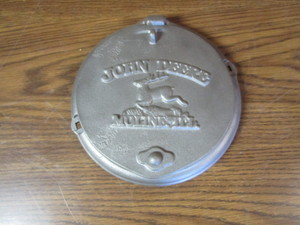 JOHN DEERE
MOLINE, ILL.